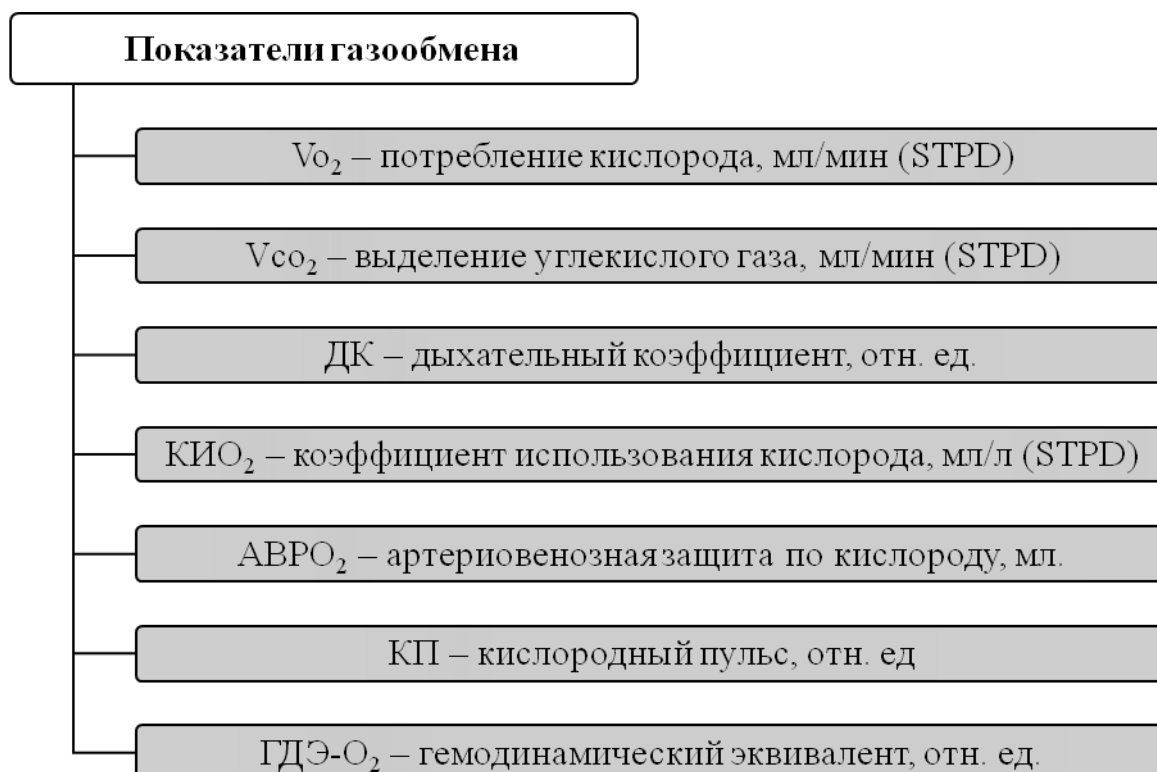 Показатели газообмена
Vo₂ – потребление кислорода, мл/мин (STPD)
Vco₂ – выделение углекислого газа, мл/мин (STPD)
ДК – дыхательный коэффициент, отн. ед.
КИО₂ – коэффициент использования кислорода, мл/л (STPD)
АВРО₂ – артериовенозная защита по кислороду, мл.
КП – кислородный пульс, отн. ед
ГДЭ-О₂ – гемодинамический эквивалент, отн. ед.